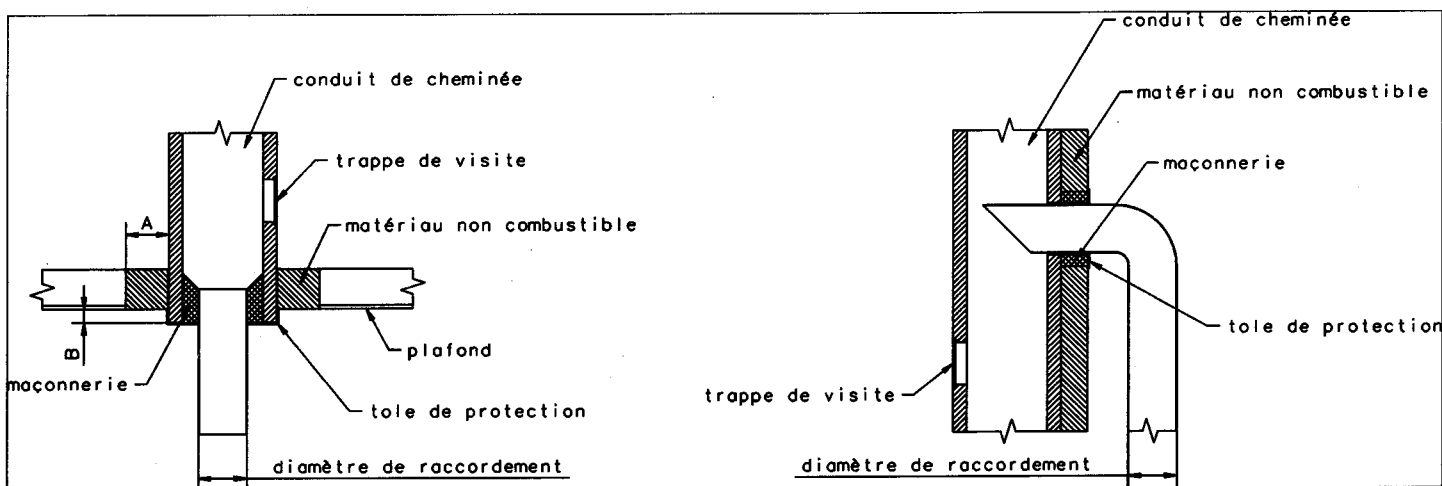 conduit de cheminée
trappe de visite
A
matériau non combustible
B
plafond
maçonnerie
tole de protection
diamètre de raccordement
conduit de cheminée
matériau non combustible
maçonnerie
tole de protection
trappe de visite
diamètre de raccordement